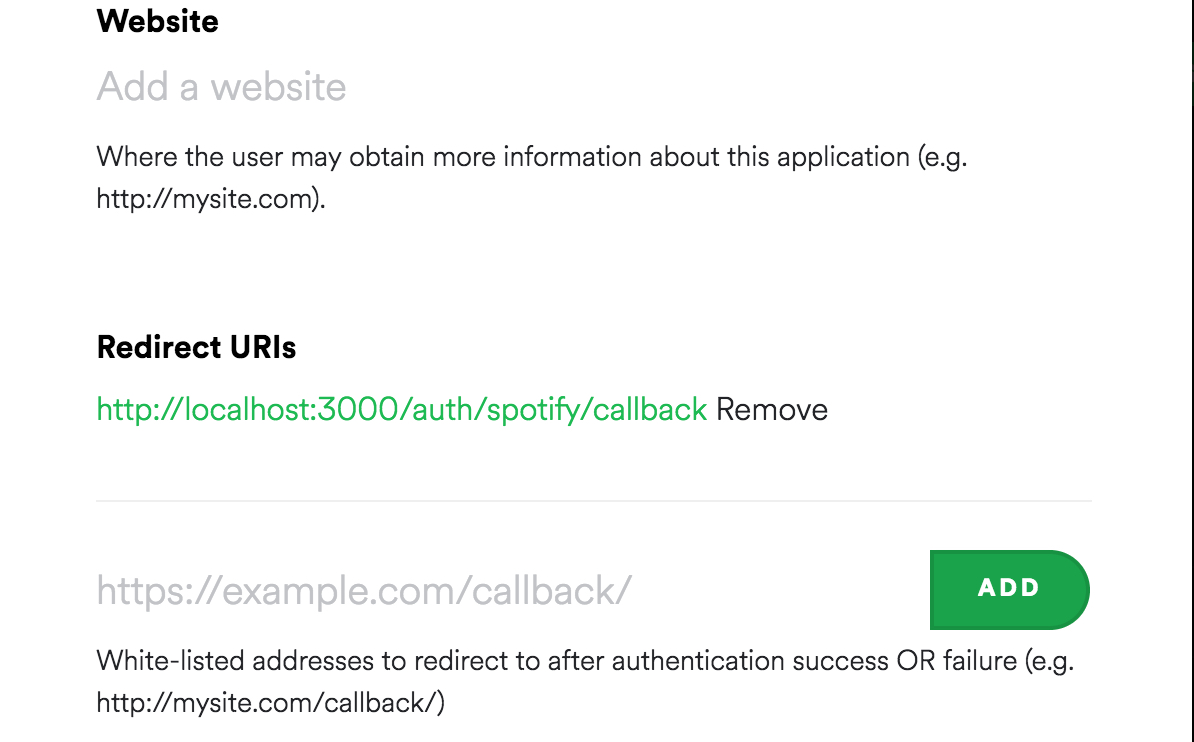 Website
Add a website
Where the user may obtain more information about this application (e.g.
http://mysite.com).
Redirect URIs
http://localhost:3000/auth/spotify/callback Remove
https://example.com/callback/
ADD
White-listed addresses to redirect to after authentication success OR failure (e.g.
http://mysite.com/callback/)